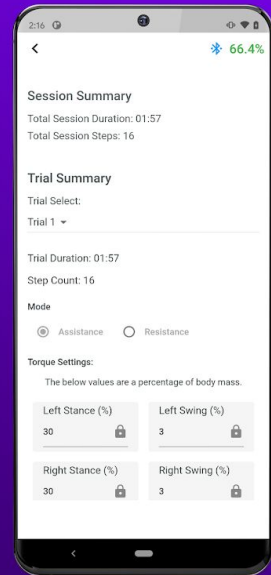 2:16
66.4%
Session Summary
Total Session Duration: 01:57
Total Session Steps: 16
Trial Summary
Trial Select:
Trial 1
Trial Duration: 01:57
Step Count: 16
Mode
Assistance Resistance
Torque Settings:
The below values are a percentage of body mass.
Left Stance (%) Left Swing (%)
30 3
Right Stance (%) Right Swing (%)
30 3